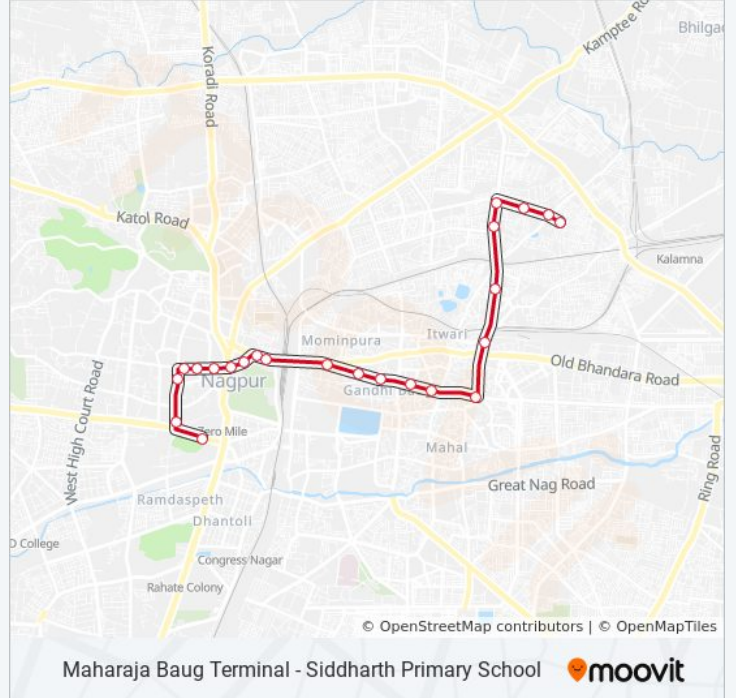 Kamptee Ro
Bhilgac
Koradi Road
Katol Road
Kalamna
Mominpura
Itwari
Old Bhandara Road
Nagpur
Gandhi Ba
West High Court Road
Zero Mile
Mahal
Ring Road
Great Nag Road
Ramdaspeth
Dhantoli
D College
Congress Nagar
Rahate Colony
© OpenStreetMap contributors | © OpenMapTiles
Maharaja Baug Terminal - Siddharth Primary School
moovit